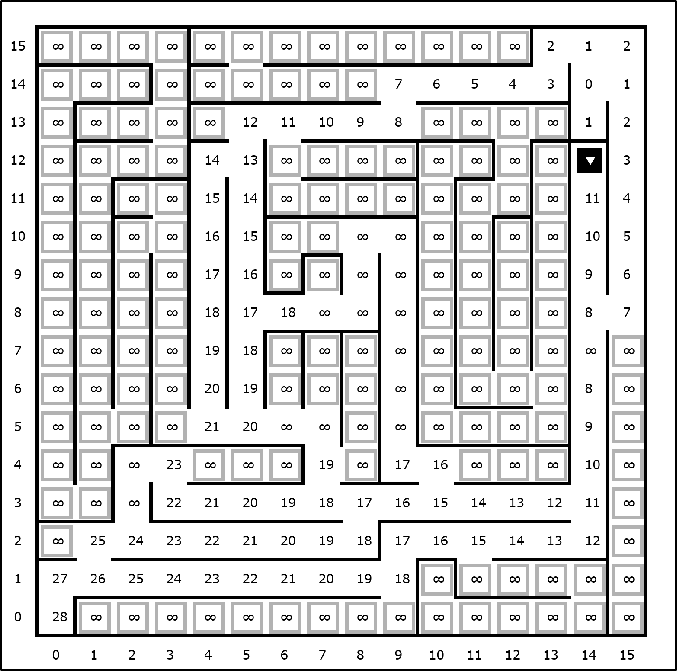 15 ∞ ∞ ∞ ∞ ∞ ∞ ∞ ∞ ∞ ∞ ∞ ∞ ∞ 2 1 2
14 ∞ ∞ ∞ ∞ ∞ ∞ ∞ ∞ ∞ 7 6 5 4 3 0 1
13 ∞ ∞ ∞ ∞ ∞ 12 11 10 9 8 ∞ ∞ ∞ ∞ 1 2
12 ∞ ∞ ∞ ∞ 14 13 ∞ ∞ ∞ ∞ ∞ ∞ ∞ ∞ 3
11 ∞ ∞ ∞ ∞ 15 14 ∞ ∞ ∞ ∞ ∞ ∞ ∞ ∞ 11 4
10 ∞ ∞ ∞ ∞ 16 15 ∞ ∞ ∞ ∞ ∞ ∞ ∞ ∞ 10 5
9 ∞ ∞ ∞ ∞ 17 16 ∞ ∞ ∞ ∞ ∞ ∞ ∞ ∞ 9 6
8 ∞ ∞ ∞ ∞ 18 17 18 ∞ ∞ ∞ ∞ ∞ ∞ ∞ 8 7
7 ∞ ∞ ∞ ∞ 19 18 ∞ ∞ ∞ ∞ ∞ ∞ ∞ ∞ ∞ ∞
6 ∞ ∞ ∞ ∞ 20 19 ∞ ∞ ∞ ∞ ∞ ∞ ∞ ∞ 8 ∞
5 ∞ ∞ ∞ ∞ 21 20 ∞ ∞ ∞ ∞ ∞ ∞ ∞ ∞ 9 ∞
4 ∞ ∞ ∞ 23 ∞ ∞ ∞ 19 ∞ 17 16 ∞ ∞ ∞ 10 ∞
3 ∞ ∞ ∞ 22 21 20 19 18 17 16 15 14 13 12 11 ∞
2 ∞ 25 24 23 22 21 20 19 18 17 16 15 14 13 12 ∞
1 27 26 25 24 23 22 21 20 19 18 ∞ ∞ ∞ ∞ ∞ ∞
0 28 ∞ ∞ ∞ ∞ ∞ ∞ ∞ ∞ ∞ ∞ ∞ ∞ ∞ ∞ ∞
0 1 2 3 4 5 6 7 8 9 10 11 12 13 14 15